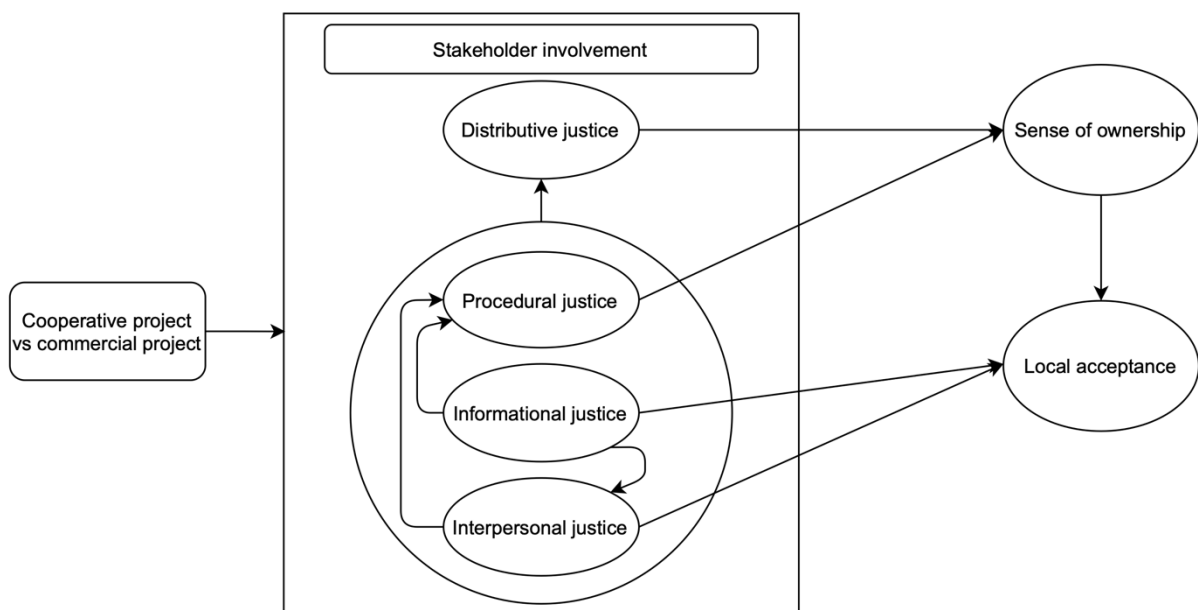 Stakeholder involvement
Distributive justice
Sense of ownership
Procedural justice
Cooperative project
vs commercial project
Local acceptance
Informational justice
Interpersonal justice